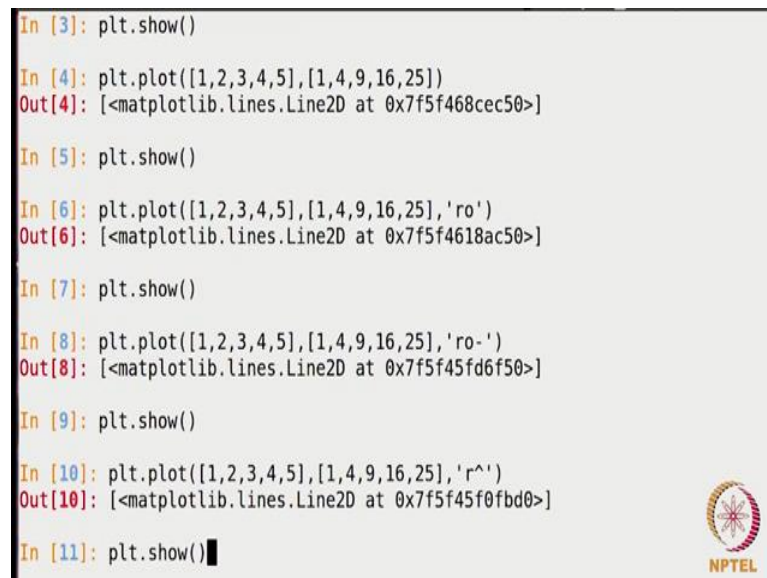 In [3]: plt.show()
In [4]: plt.plot([1,2,3,4,5],[1,4,9,16,25])
Out[4]: [<matplotlib.lines.Line2D at 0x7f5f468cec50>]
In [5]: plt.show()
In [6]: plt.plot([1,2,3,4,5],[1,4,9,16,25],'ro')
Out[6]: [<matplotlib.lines.Line2D at 0x7f5f4618ac50>]
In [7]: plt.show()
In [8]: plt.plot([1,2,3,4,5],[1,4,9,16,25],'ro-')
Out[8]: [<matplotlib.lines.Line2D at 0x7f5f45fd6f50>]
In [9]: plt.show()
In [10]: plt.plot([1,2,3,4,5],[1,4,9,16,25],'r^')
Out[10]: [<matplotlib.lines.Line2D at 0x7f5f45f0fbd0>]
In [11]: plt.show()
NPTEL